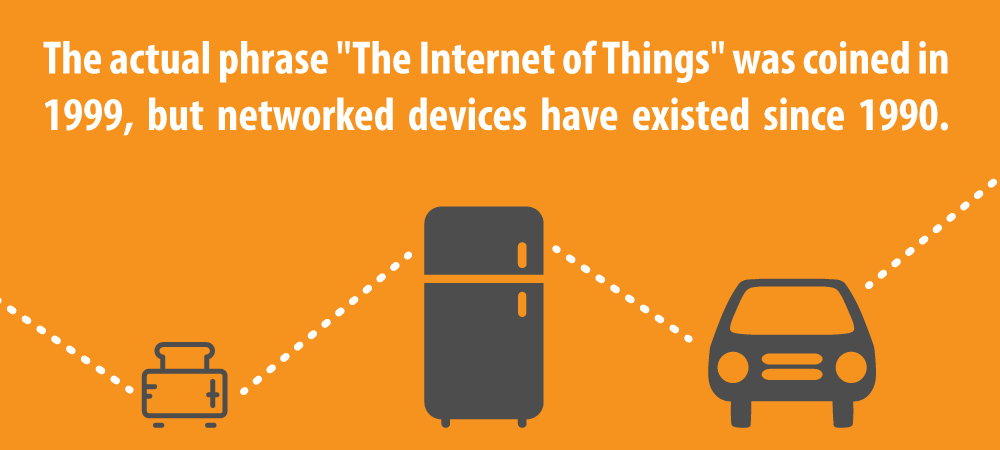 The actual phrase "The Internet of Things" was coined in
1999, but networked devices have existed since 1990.